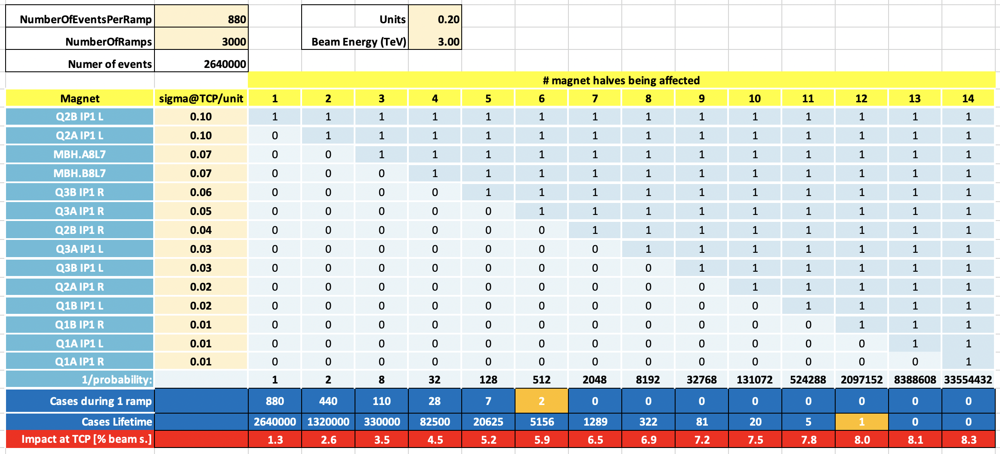 NumberOfEventsPerRamp 880 Units 0.20
NumberOfRamps 3000 Beam Energy (TeV) 3.00
Numer of events 2640000
# magnet halves being affected
Magnet sigma@TCP/unit 1 2 3 4 5 6 7 8 9 10 11 12 13 14
Q2B IP1 L 0.10 1 1 1 1 1 1 1 1 1 1 1 1 1 1
Q2A IP1 L 0.10 0 1 1 1 1 1 1 1 1 1 1 1 1 1
MBH.A8L7 0.07 0 0 1 1 1 1 1 1 1 1 1 1 1 1
MBH.B8L7 0.07 0 0 0 1 1 1 1 1 1 1 1 1 1 1
Q3B IP1 R 0.06 0 0 0 0 1 1 1 1 1 1 1 1 1 1
Q3A IP1 R 0.05 0 0 0 0 0 1 1 1 1 1 1 1 1 1
Q2B IP1 R 0.04 0 0 0 0 0 0 1 1 1 1 1 1 1 1
Q3A IP1 L 0.03 0 0 0 0 0 0 0 1 1 1 1 1 1 1
Q3B IP1 L 0.03 0 0 0 0 0 0 0 0 1 1 1 1 1 1
Q2A IP1 R 0.02 0 0 0 0 0 0 0 0 0 1 1 1 1 1
Q1B IP1 L 0.02 0 0 0 0 0 0 0 0 0 0 1 1 1 1
Q1B IP1 R 0.01 0 0 0 0 0 0 0 0 0 0 0 1 1 1
Q1A IP1 L 0.01 0 0 0 0 0 0 0 0 0 0 0 0 1 1
Q1A IP1 R 0.01 0 0 0 0 0 0 0 0 0 0 0 0 0 1
1/probability: 1 2 8 32 128 512 2048 8192 32768 131072 524288 2097152 8388608 33554432
Cases during 1 ramp 880 440 110 28 7 2 0 0 0 0 0 0 0 0
Cases Lifetime 2640000 1320000 330000 82500 20625 5156 1289 322 81 20 5 1 0 0
Impact at TCP [% beam s.] 1.3 2.6 3.5 4.5 5.2 5.9 6.5 6.9 7.2 7.5 7.8 8.0 8.1 8.3